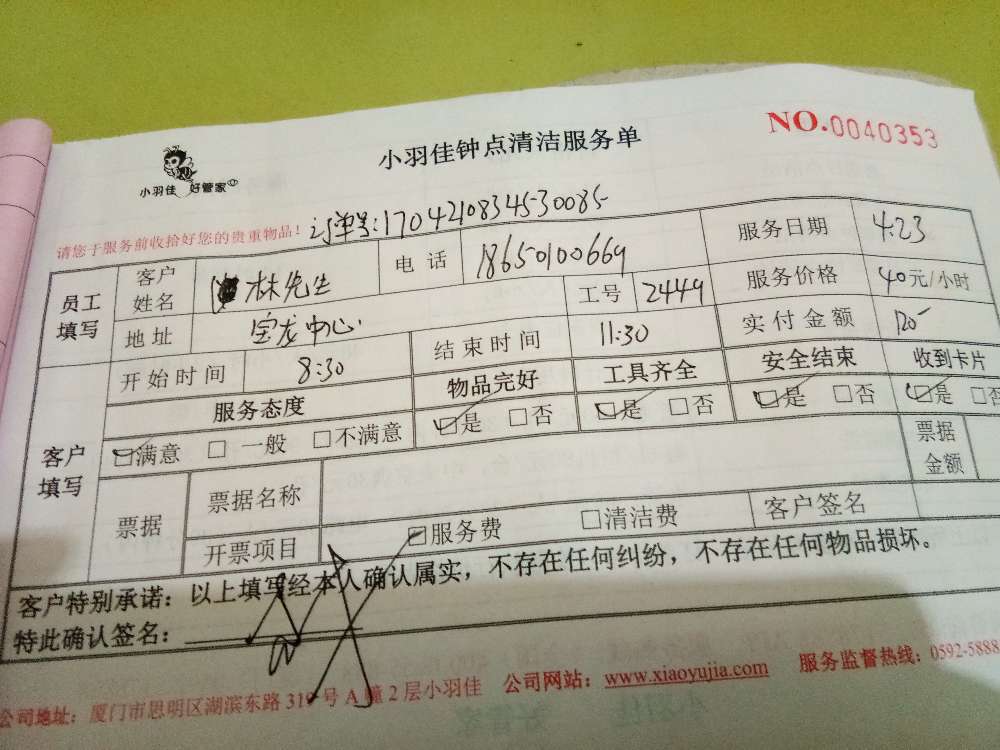 小羽佳 好管家
小羽佳钟点清洁服务单
NO.0040353
请您于服务前收拾好您的贵重物品！订单号:1704210834530085
员工填写 客户姓名 林先生 电话 18650100669 服务日期 4.23
地址 宝龙中心 工号 2449 服务价格 40元/小时
开始时间 8:30 结束时间 11:30 实付金额 120
客户填写 服务态度 物品完好 工具齐全 安全结束 收到卡片
☑满意 □一般 □不满意 ☑是 □否 ☑是 □否 ☑是 □否 ☑是 □否
票据 票据名称 票据金额
开票项目 ☑服务费 □清洁费 客户签名
客户特别承诺：以上填写经本人确认属实，不存在任何纠纷，不存在任何物品损坏。
特此确认签名：
公司地址：厦门市思明区湖滨东路319号A幢2层小羽佳 公司网站：www.xiaoyujia.com 服务监督热线：0592-5888